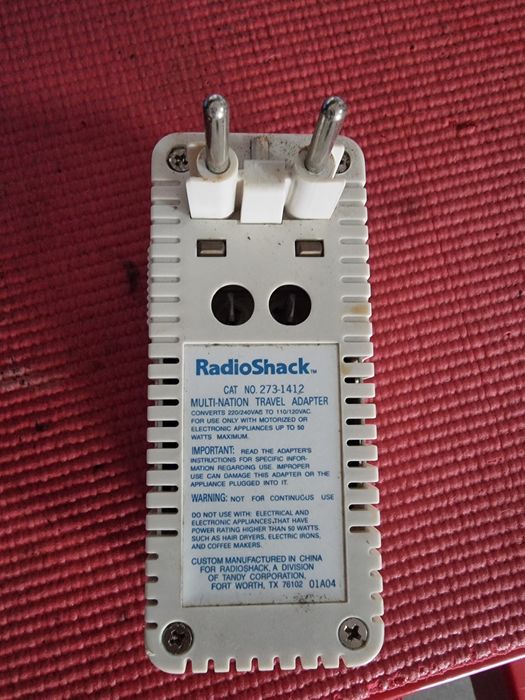 RadioShack™
CAT NO. 273-1412
MULTI-NATION TRAVEL ADAPTER
CONVERTS 220/240VAC TO 110/120VAC
FOR USE ONLY WITH MOTORIZED OR
ELECTRONIC APPLIANCES UP TO 50
WATTS MAXIMUM.
IMPORTANT: READ THE ADAPTER'S
INSTRUCTIONS FOR SPECIFIC INFOR-
MATION REGARDING USE. IMPROPER
USE CAN DAMAGE THIS ADAPTER OR THE
APPLIANCE PLUGGED INTO IT.
WARNING: NOT FOR CONTINUOUS USE
DO NOT USE WITH: ELECTRICAL AND
ELECTRONIC APPLIANCES THAT HAVE
POWER RATING HIGHER THAN 50 WATTS.
SUCH AS HAIR DRYERS, ELECTRIC IRONS,
AND COFFEE MAKERS.
CUSTOM MANUFACTURED IN CHINA
FOR RADIOSHACK, A DIVISION
OF TANDY CORPORATION,
FORT WORTH, TX 76102 01A04